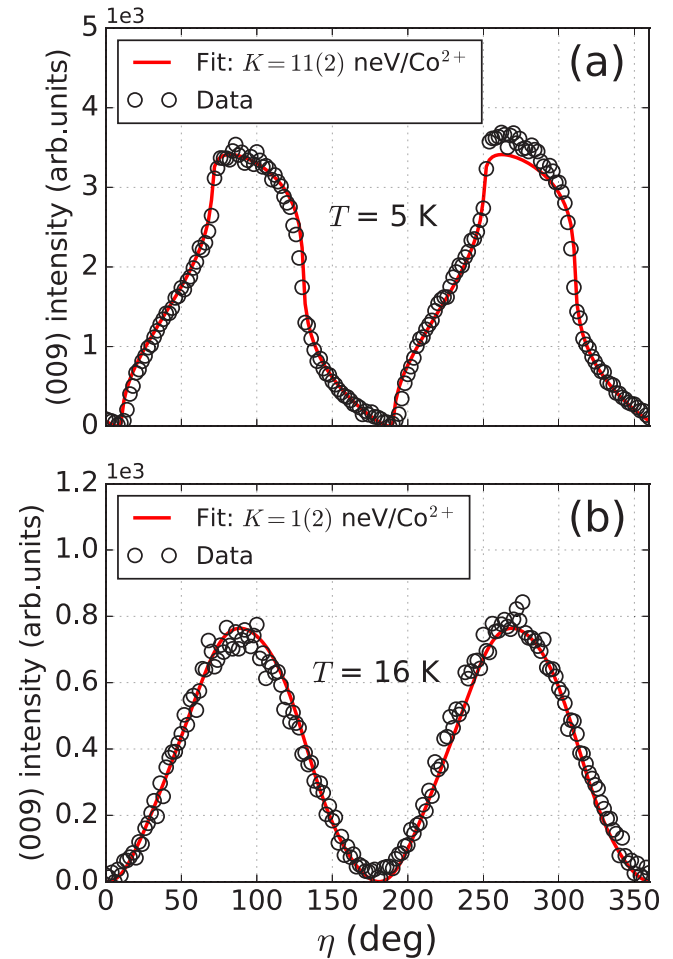 1e3
(a)
Fit: K = 11(2) neV/Co²⁺
Data
T = 5 K
(009) intensity (arb.units)
5
4
3
2
1
0
1e3
(b)
Fit: K = 1(2) neV/Co²⁺
Data
T = 16 K
(009) intensity (arb.units)
1.2
1.0
0.8
0.6
0.4
0.2
0.0
0 50 100 150 200 250 300 350
η (deg)